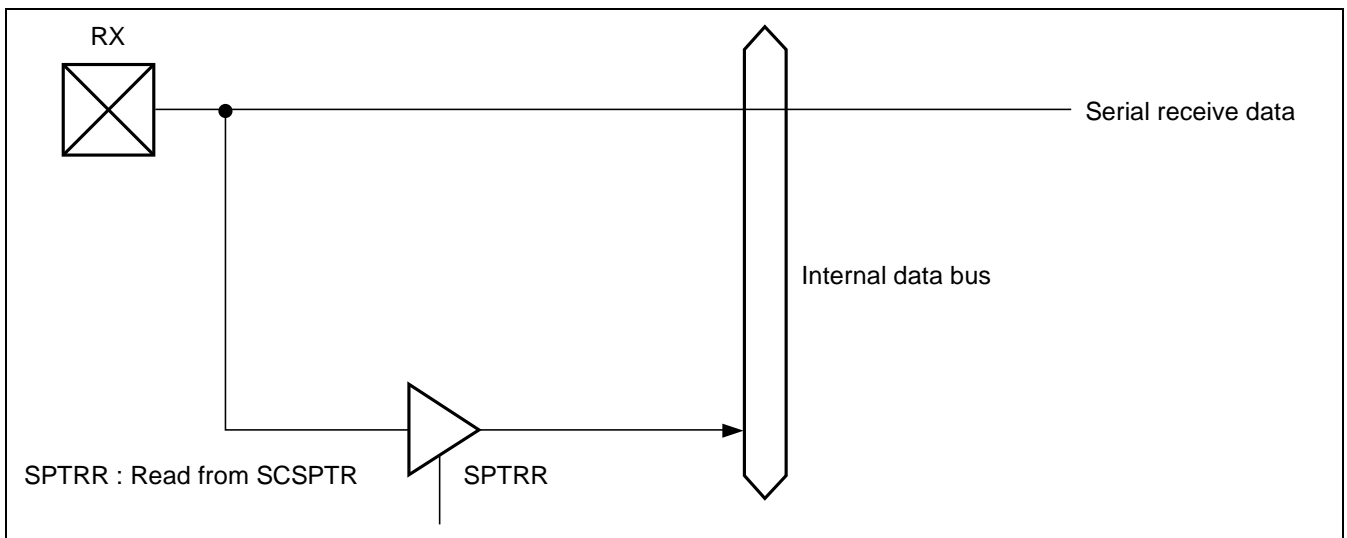 RX
Serial receive data
Internal data bus
SPTRR : Read from SCSPTR
SPTRR